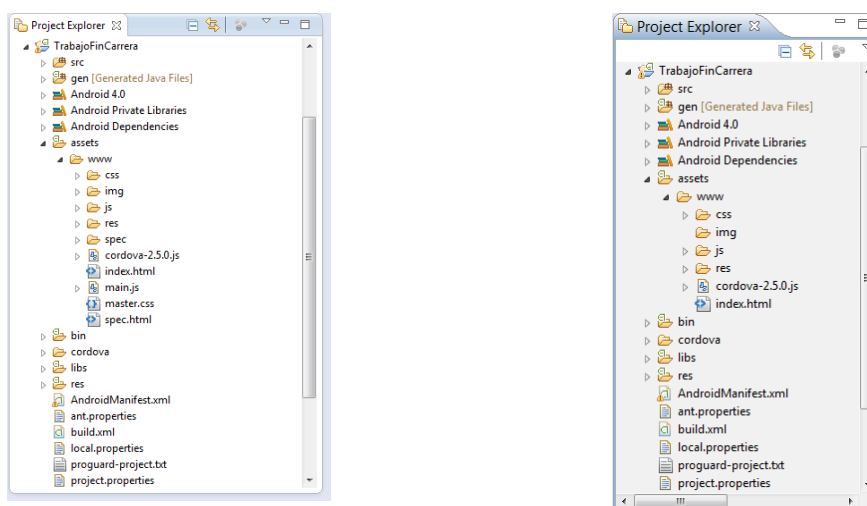 Project Explorer
TrabajoFinCarrera
src
gen [Generated Java Files]
Android 4.0
Android Private Libraries
Android Dependencies
assets
www
css
img
js
res
spec
cordova-2.5.0.js
index.html
main.js
master.css
spec.html
bin
cordova
libs
res
AndroidManifest.xml
ant.properties
build.xml
local.properties
proguard-project.txt
project.properties
Project Explorer
TrabajoFinCarrera
src
gen [Generated Java Files]
Android 4.0
Android Private Libraries
Android Dependencies
assets
www
css
img
js
res
cordova-2.5.0.js
index.html
bin
cordova
libs
res
AndroidManifest.xml
ant.properties
build.xml
local.properties
proguard-project.txt
project.properties